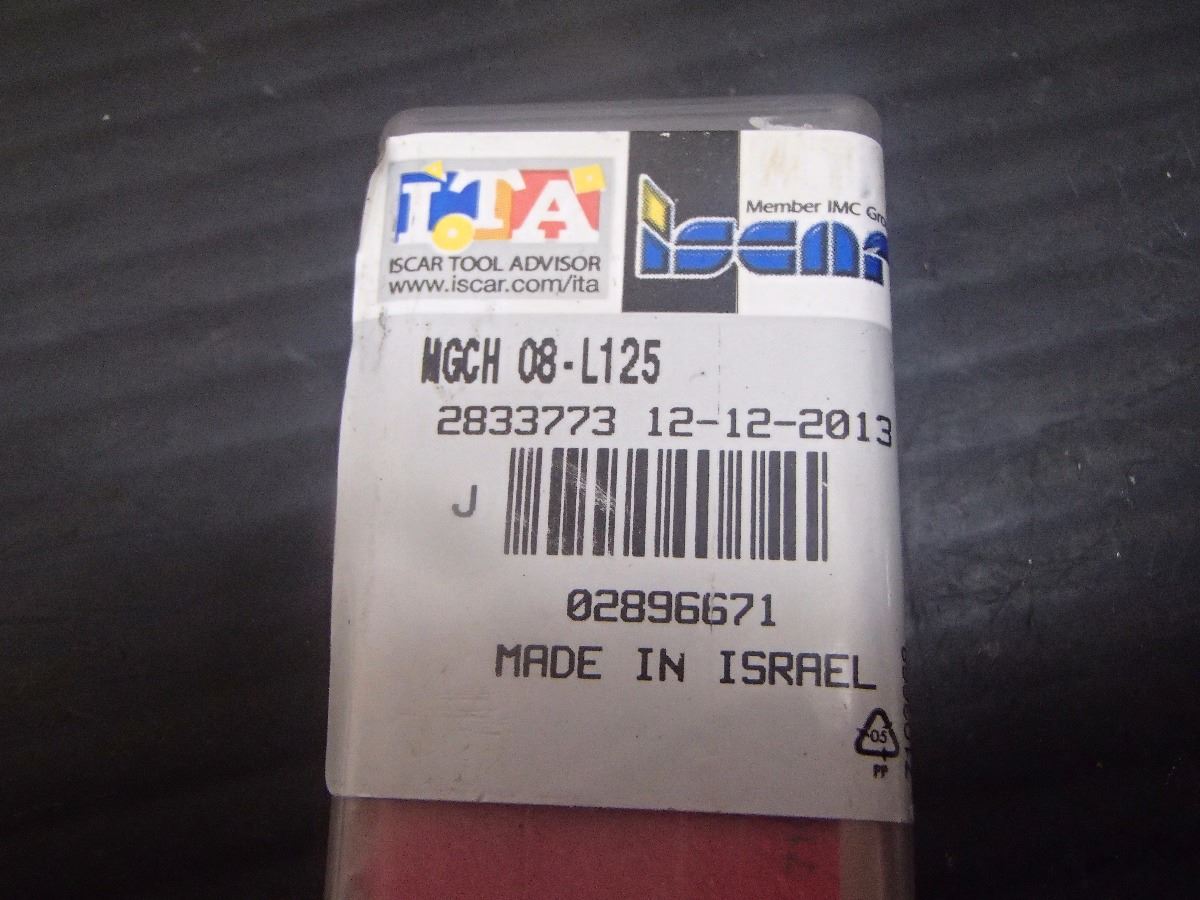 ITA
ISCAR TOOL ADVISOR
www.iscar.com/ita
Member IMC
iscar
MGCH 08-L125
2833773 12-12-2013
J
02896671
MADE IN ISRAEL
05
PP